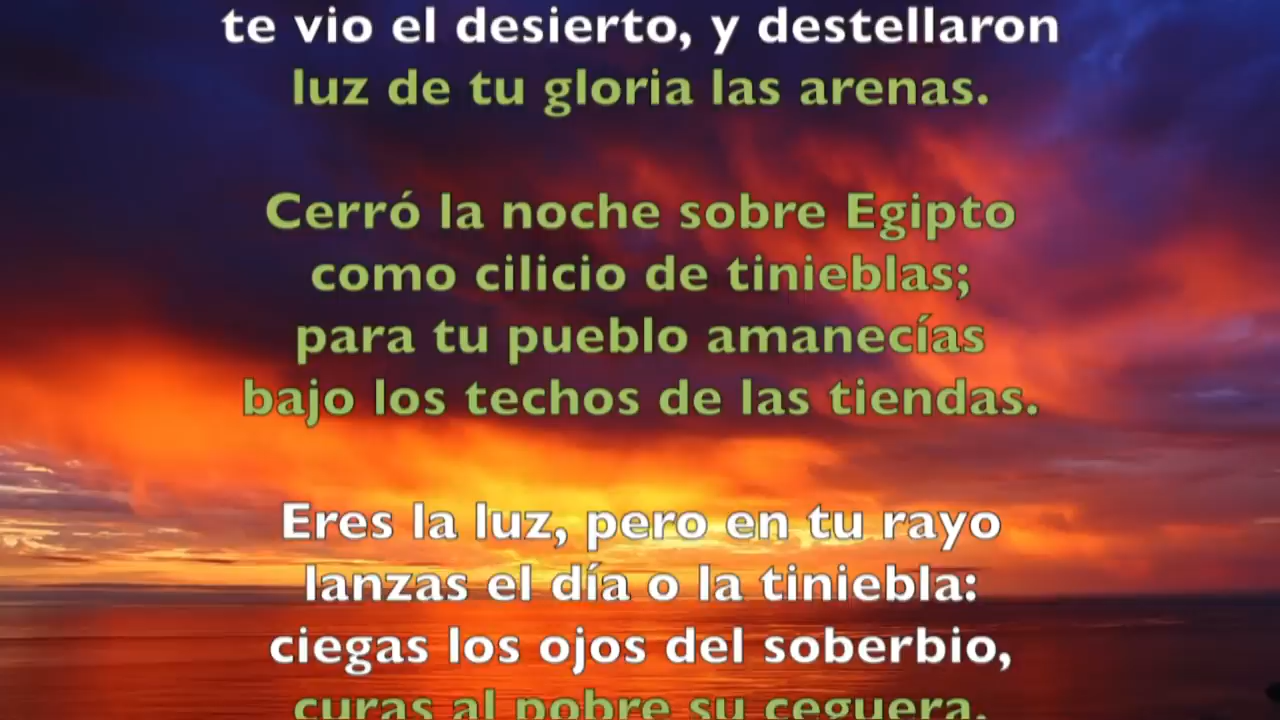 te vio el desierto, y destellaron
luz de tu gloria las arenas.
Cerró la noche sobre Egipto
como cilicio de tinieblas;
para tu pueblo amanecías
bajo los techos de las tiendas.
Eres la luz, pero en tu rayo
lanzas el día o la tiniebla:
ciegas los ojos del soberbio,
curas al pobre su ceguera.